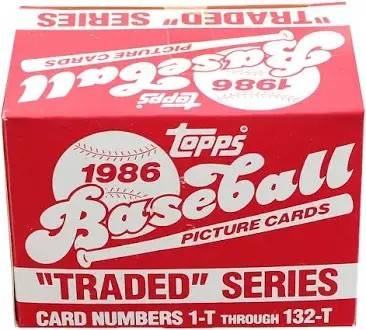 "TRADED" SERIES
PICTURE CARDS
Baseball
1986
TOPPS
TOPPS
1986
Baseball
PICTURE CARDS
"TRADED" SERIES
CARD NUMBERS 1-T THROUGH 132-T